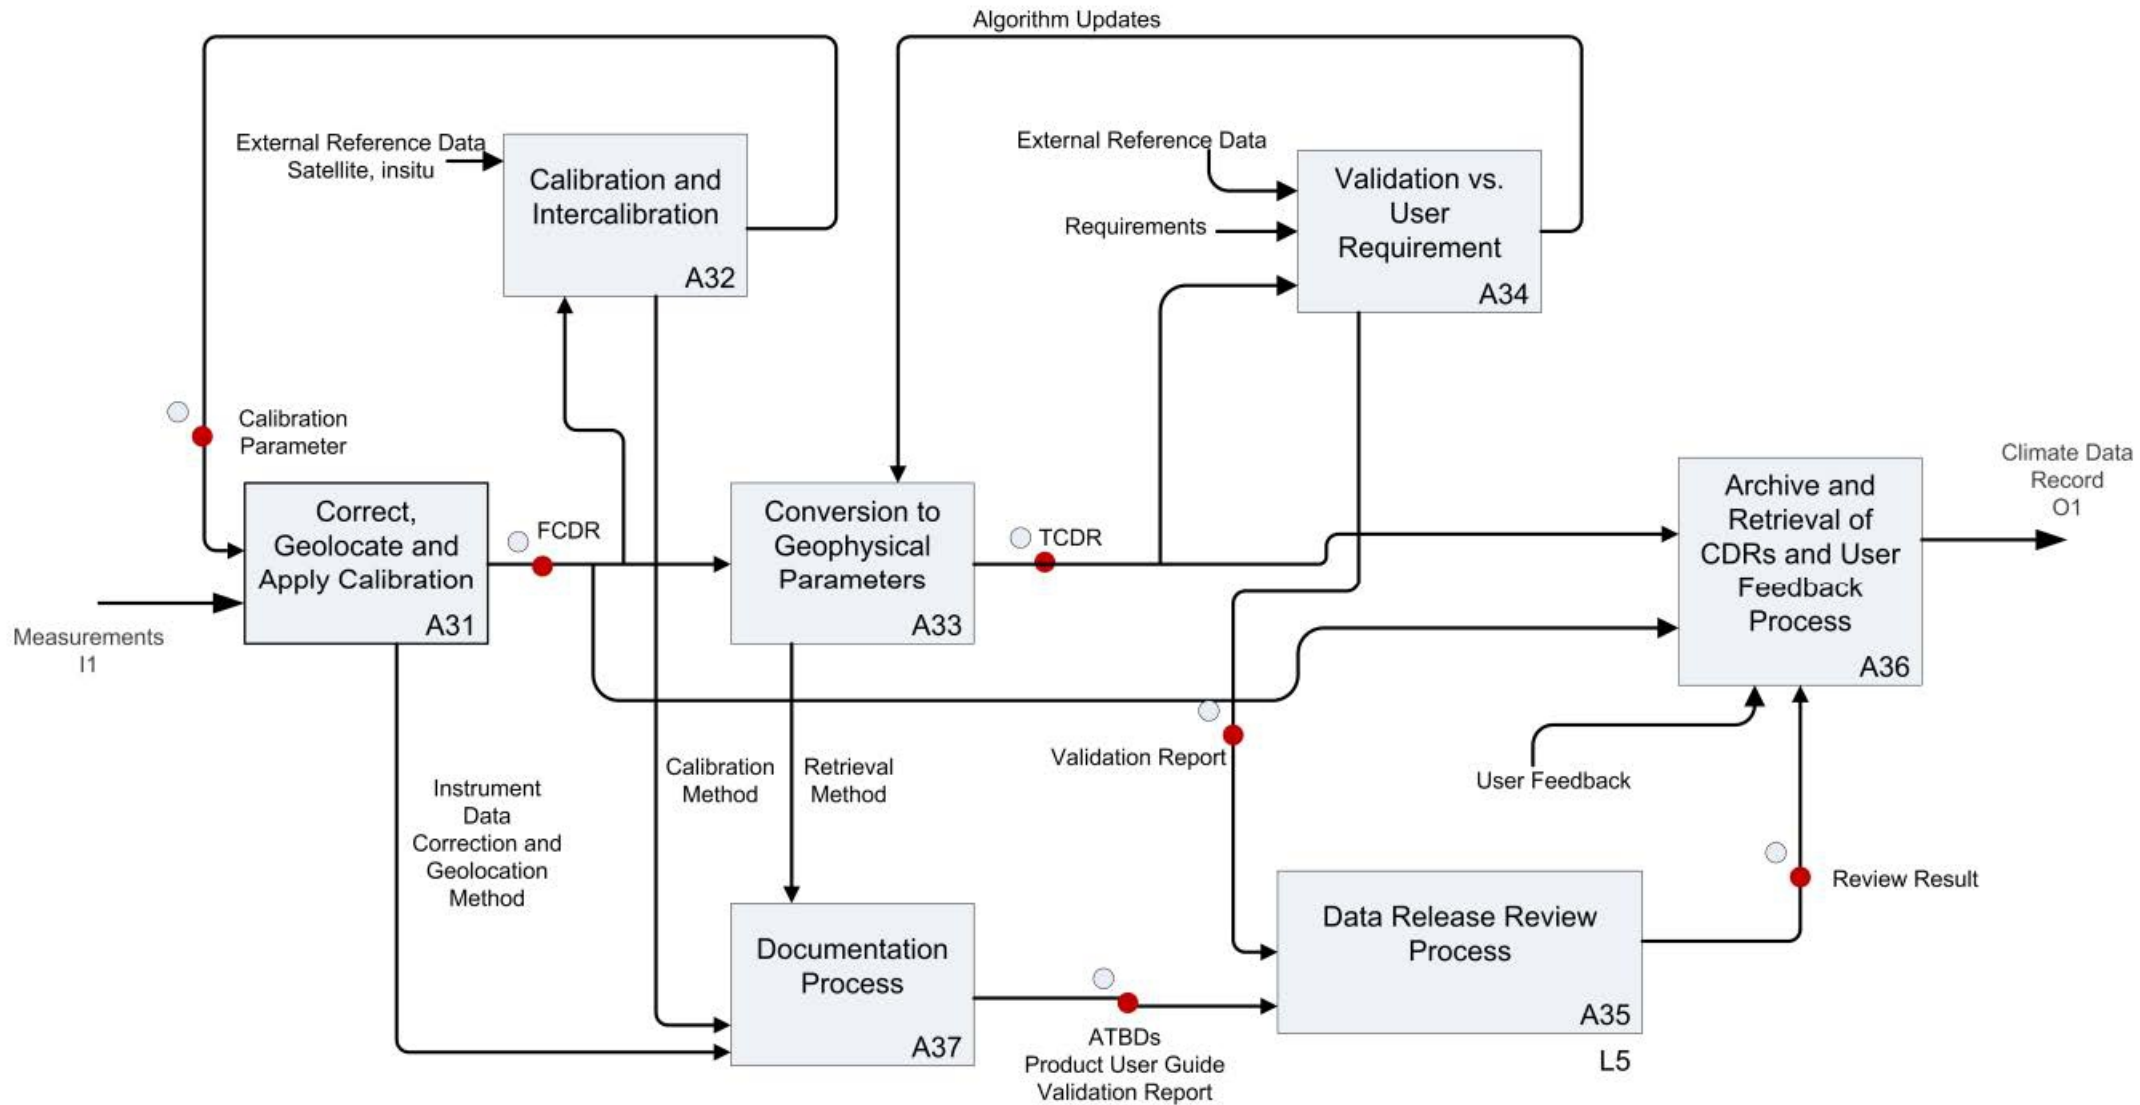 Algorithm Updates
External Reference Data
Satellite, insitu
Calibration and
Intercalibration
A32
External Reference Data
Requirements
Validation vs.
User
Requirement
A34
Calibration
Parameter
Correct,
Geolocate and
Apply Calibration
A31
Measurements
I1
FCDR
Conversion to
Geophysical
Parameters
A33
TCDR
Archive and
Retrieval of
CDRs and User
Feedback
Process
A36
Climate Data
Record
O1
Instrument
Data
Correction and
Geolocation
Method
Calibration
Method
Retrieval
Method
Validation Report
User Feedback
Review Result
Documentation
Process
A37
ATBDs
Product User Guide
Validation Report
Data Release Review
Process
A35
L5